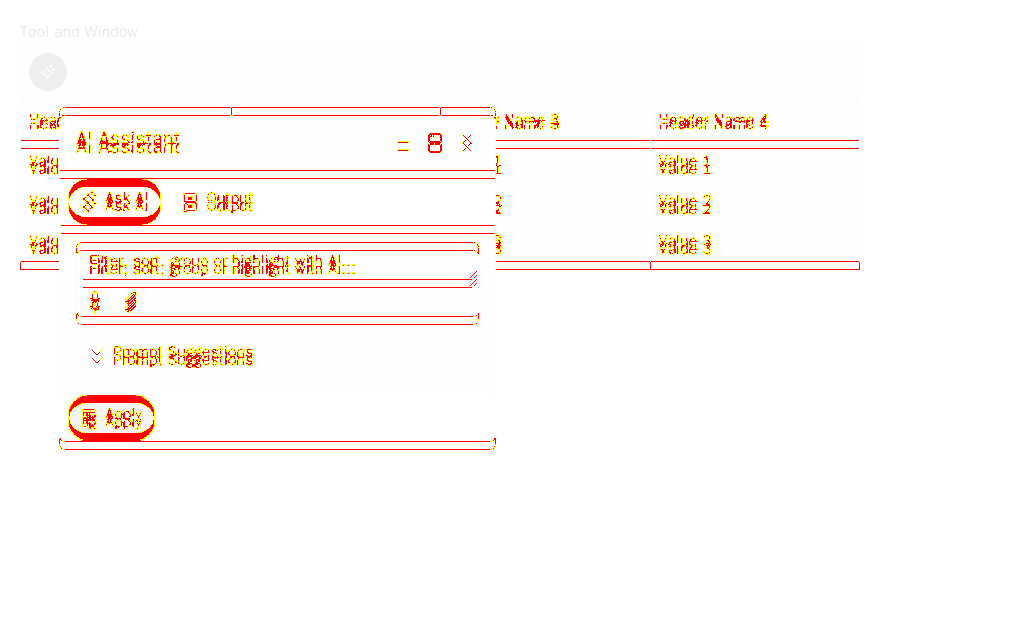 Tool and Window
Name 3 Header Name 4
AI Assistant
Value 1
Ask AI Output
Value 2
Value 3
Filter, sort, group or highlight with AI...
Prompt Suggestions
Apply